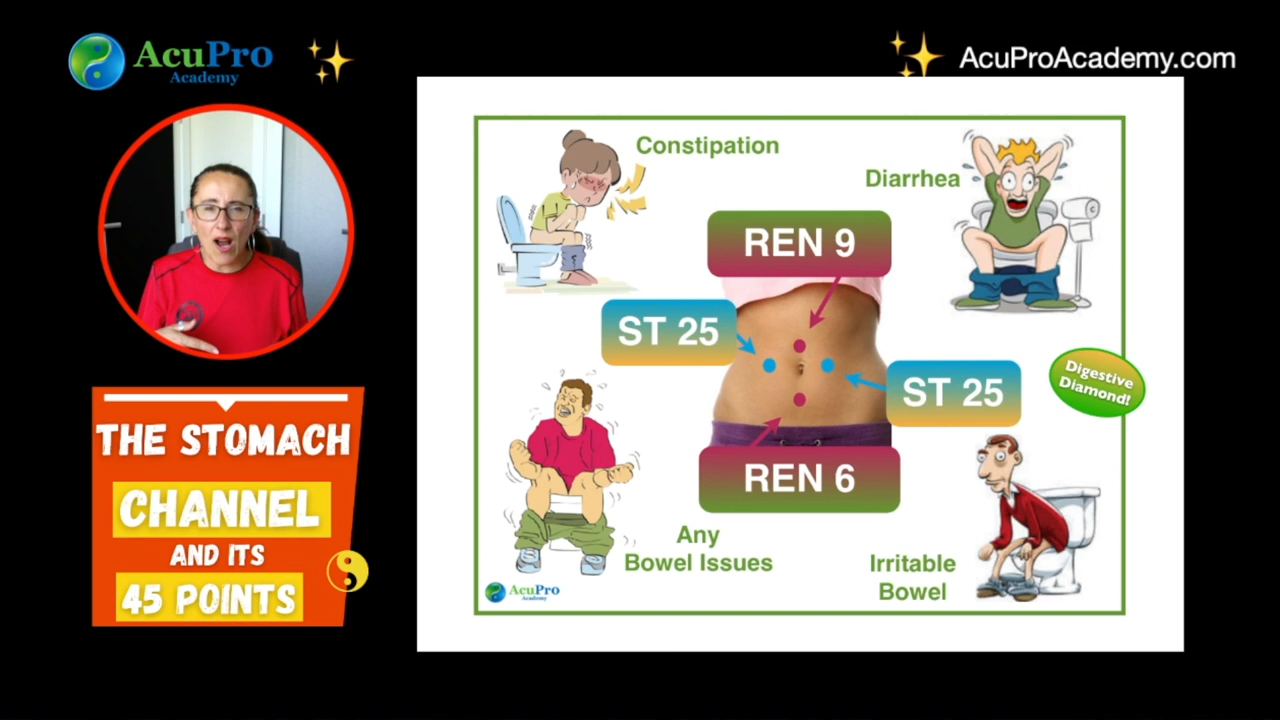 AcuPro
Academy
AcuProAcademy.com
THE STOMACH
CHANNEL
AND ITS
45 POINTS
Constipation
Diarrhea
REN 9
ST 25
ST 25
Digestive
Diamond!
REN 6
Any
Bowel Issues
Irritable
Bowel
AcuPro
Academy